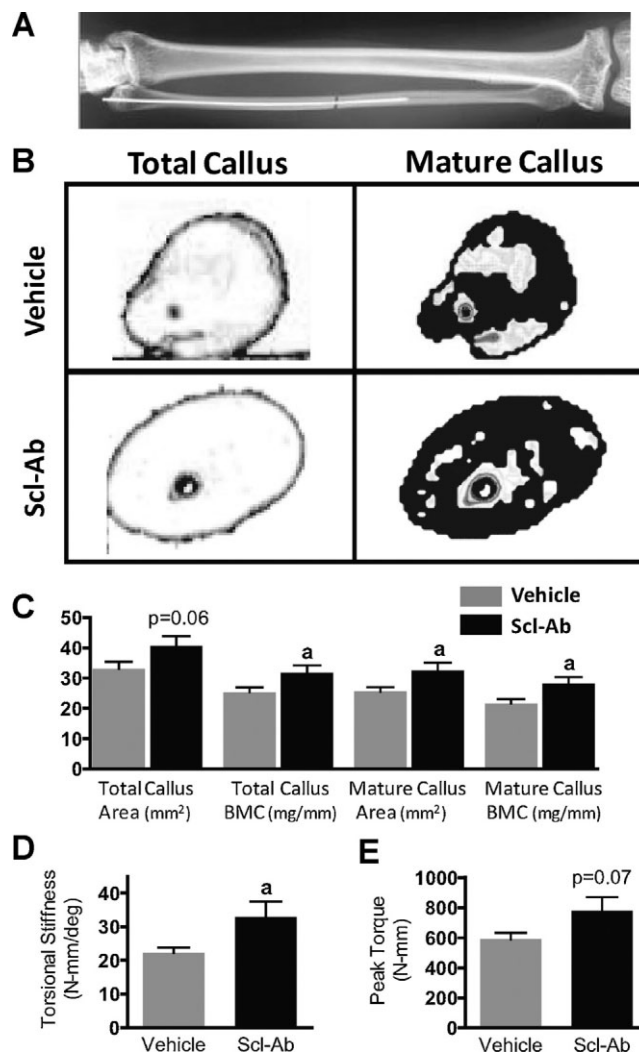 A
B
Total Callus
Mature Callus
Vehicle
Scl-Ab
C
Vehicle
Scl-Ab
50
40
30
20
10
0
p=0.06
a
a
a
Total Callus
Area (mm²)
Total Callus
BMC (mg/mm)
Mature Callus
Area (mm²)
Mature Callus
BMC (mg/mm)
D
Torsional Stiffness
(N-mm/deg)
40
30
20
10
0
a
Vehicle
Scl-Ab
E
Peak Torque
(N-mm)
1000
800
600
400
200
0
p=0.07
Vehicle
Scl-Ab